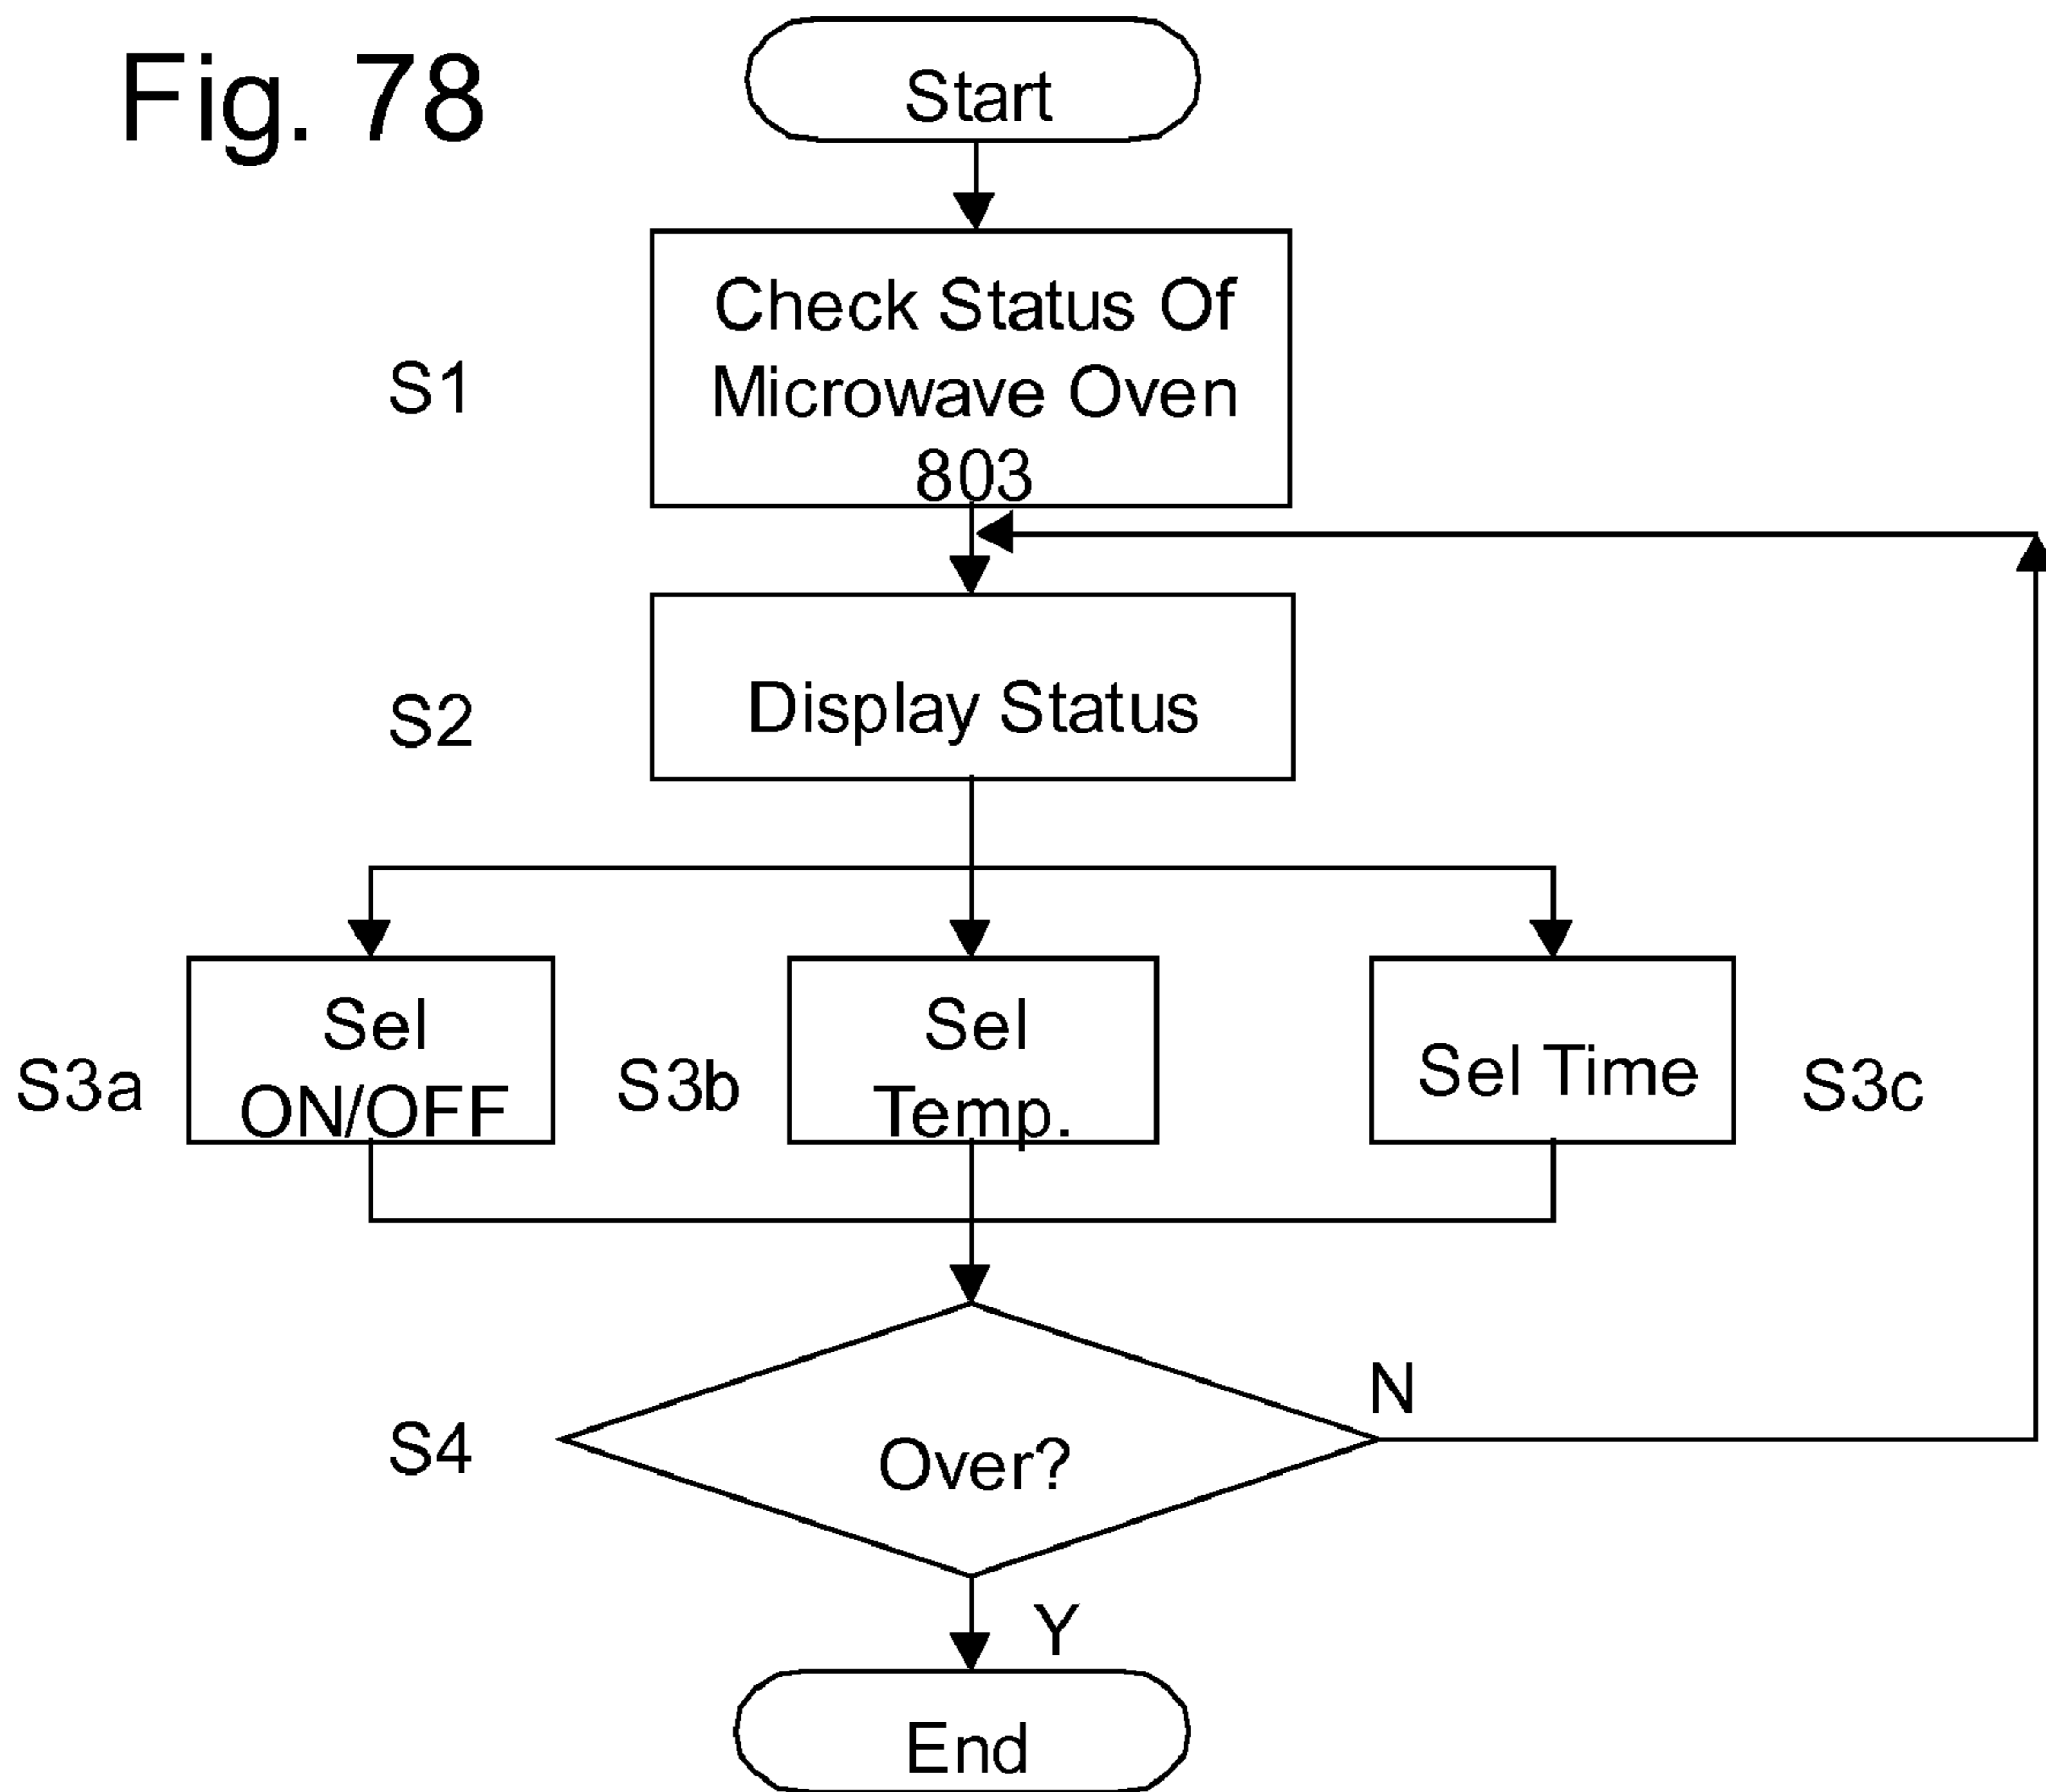 Fig. 78
Start
Check Status Of
Microwave Oven
803
S1
Display Status
S2
Sel
ON/OFF
S3a
Sel
Temp.
S3b
Sel Time
S3c
Over?
S4
N
Y
End